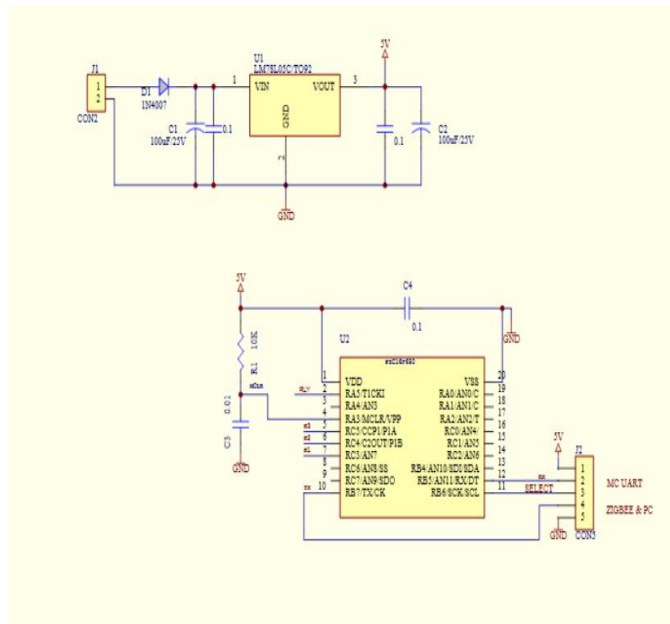 J1
1
2
CON2
D1
1N4007
C1
100uF/25V
0.1
U1
LM78L05C/TO92
1
VIN
VOUT
3
GND
2
GND
5V
0.1
C2
100uF/25V
5V
10K
R1
0.01
C3
GND
C4
0.1
GND
U2
1 VDD
2 RA5/T1CKI
3 RA4/AN3
4 RA3/MCLR/VPP
5 RC5/CCP1/P1A
6 RC4/C2OUT/P1B
7 RC3/AN7
8 RC6/AN8/SS
9 RC7/AN9/SDO
10 RB7/TX/CK
VSS 20
RA0/AN0/C 19
RA1/AN1/C 18
RA2/AN2/T 17
RC0/AN4/ 16
RC1/AN5 15
RC2/AN6 14
RB4/AN10/SDI/SDA 13
RB5/AN11/RX/DT 12
RB6/SCK/SCL 11
SELECT
5V
J2
1
2
3
4
5
CON5
GND
MC UART
ZIGBEE & PC